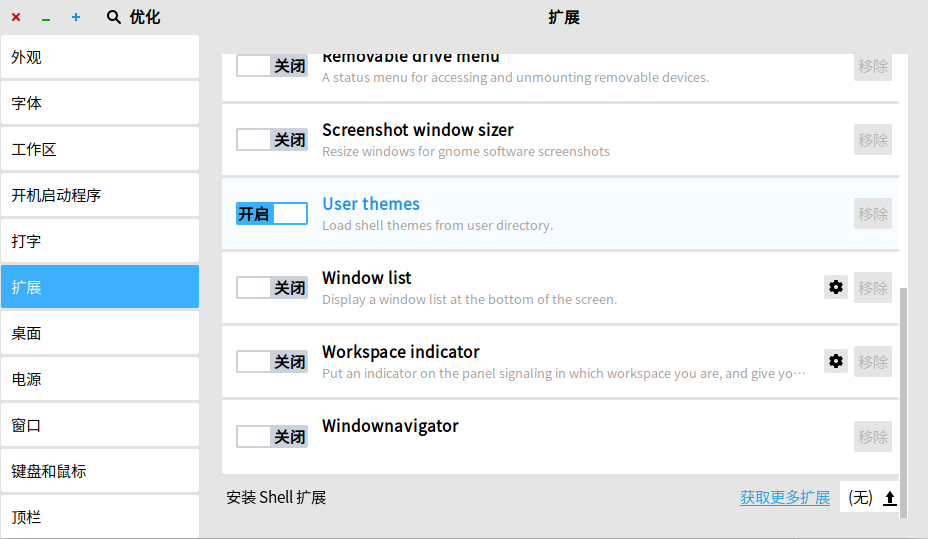 优化
扩展
外观
字体
工作区
开机启动程序
打字
扩展
桌面
电源
窗口
键盘和鼠标
顶栏
关闭
Removable drive menu
A status menu for accessing and unmounting removable devices.
移除
关闭
Screenshot window sizer
Resize windows for gnome software screenshots
移除
开启
User themes
Load shell themes from user directory.
移除
关闭
Window list
Display a window list at the bottom of the screen.
移除
关闭
Workspace indicator
Put an indicator on the panel signaling in which workspace you are, and give yo…
移除
关闭
Windownavigator
移除
安装 Shell 扩展
获取更多扩展
(无)